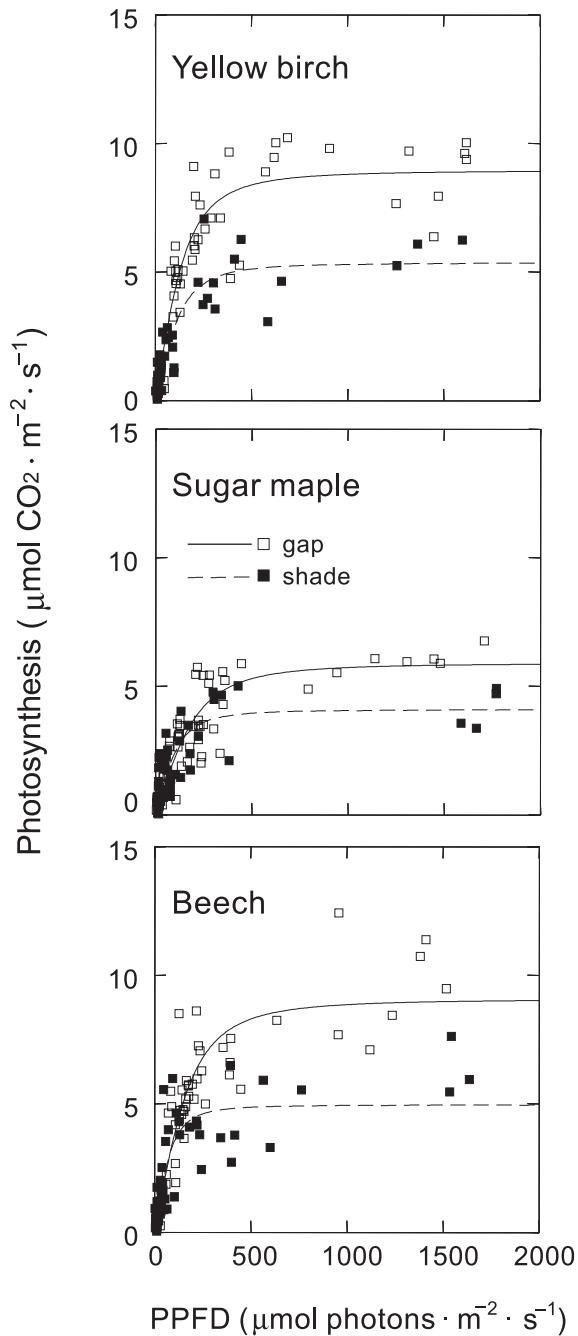 Photosynthesis ( μmol CO₂ · m⁻² · s⁻¹)
15
Yellow birch
10
5
0
15
Sugar maple
gap
shade
10
5
0
15
Beech
10
5
0
0 500 1000 1500 2000
PPFD (μmol photons · m⁻² · s⁻¹)